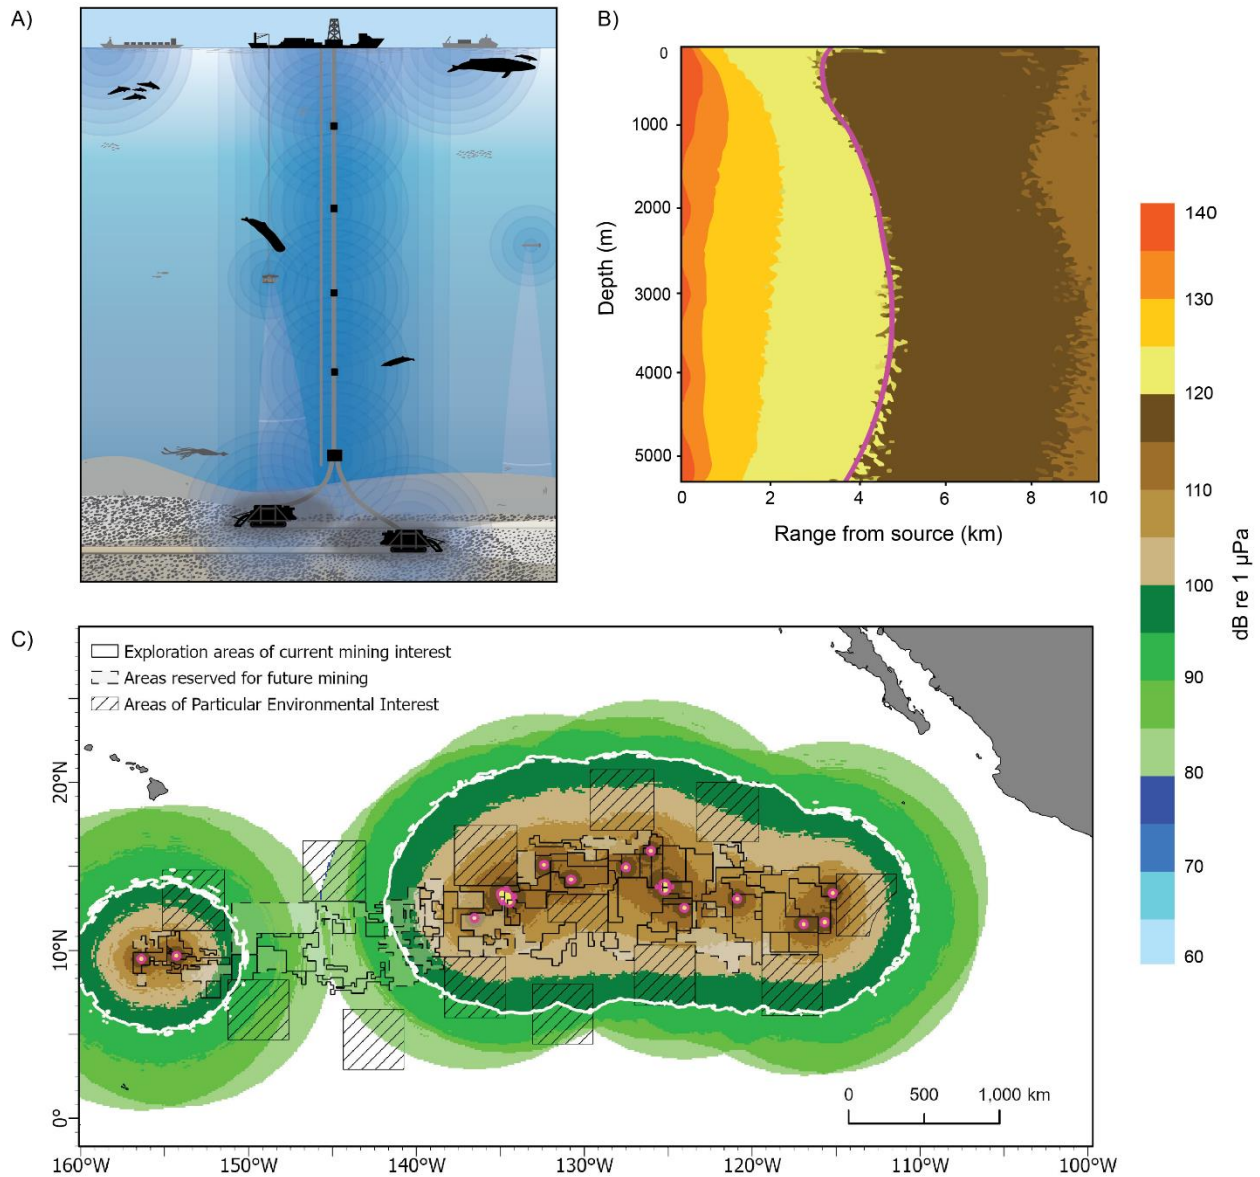 A)
B)
0
1000
2000
3000
4000
5000
Depth (m)
0
2
4
6
8
10
Range from source (km)
140
130
120
110
100
90
80
70
60
dB re 1 µPa
C)
Exploration areas of current mining interest
Areas reserved for future mining
Areas of Particular Environmental Interest
20°N
10°N
0°
0
500
1,000 km
160°W
150°W
140°W
130°W
120°W
110°W
100°W